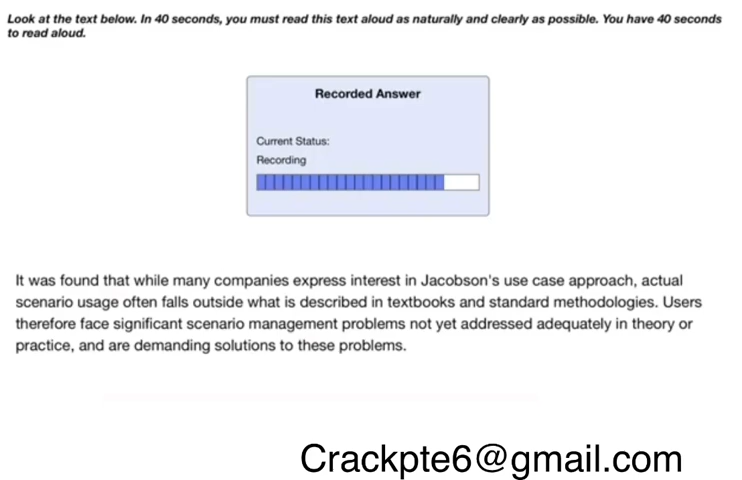 Look at the text below. In 40 seconds, you must read this text aloud as naturally and clearly as possible. You have 40 seconds
to read aloud.
Recorded Answer
Current Status:
Recording
It was found that while many companies express interest in Jacobson's use case approach, actual
scenario usage often falls outside what is described in textbooks and standard methodologies. Users
therefore face significant scenario management problems not yet addressed adequately in theory or
practice, and are demanding solutions to these problems.
Crackpte6@gmail.com